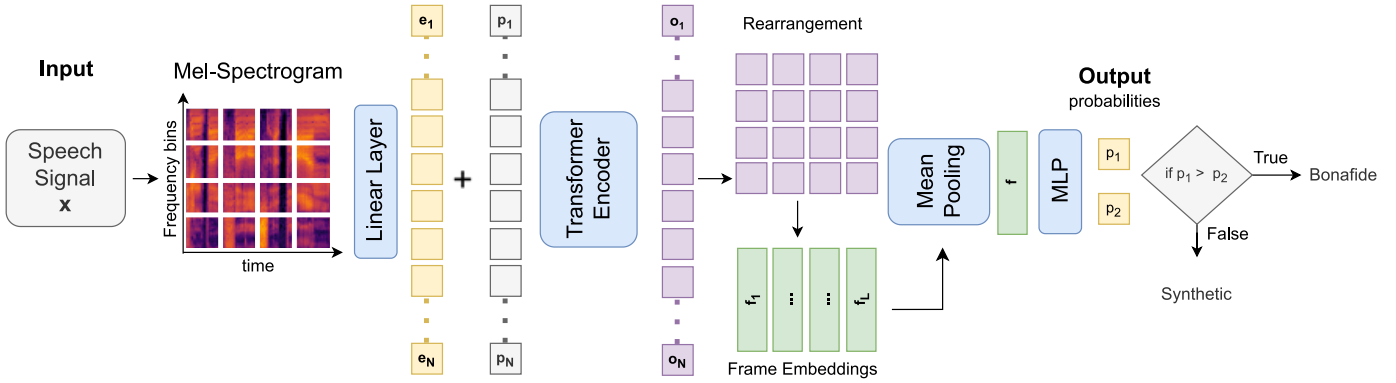 Input
Speech
Signal
x
Mel-Spectrogram
Frequency bins
time
Linear Layer
e1
eN
+
p1
pN
Transformer
Encoder
o1
oN
Rearrangement
f1
...
...
fL
Frame Embeddings
Mean
Pooling
f
MLP
Output
probabilities
p1
p2
if p1 > p2
True
Bonafide
False
Synthetic